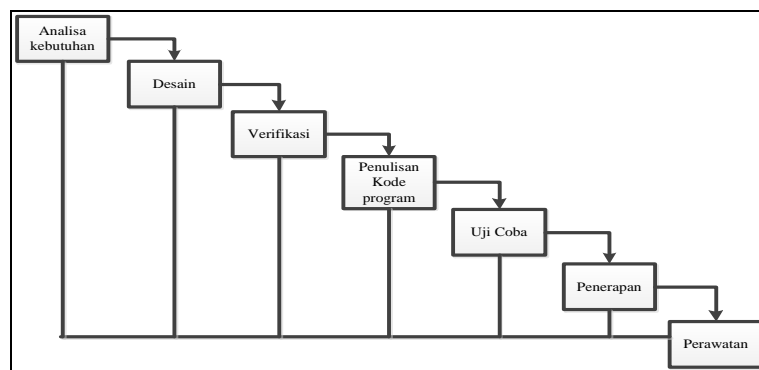 Analisa
kebutuhan
Desain
Verifikasi
Penulisan
Kode
program
Uji Coba
Penerapan
Perawatan